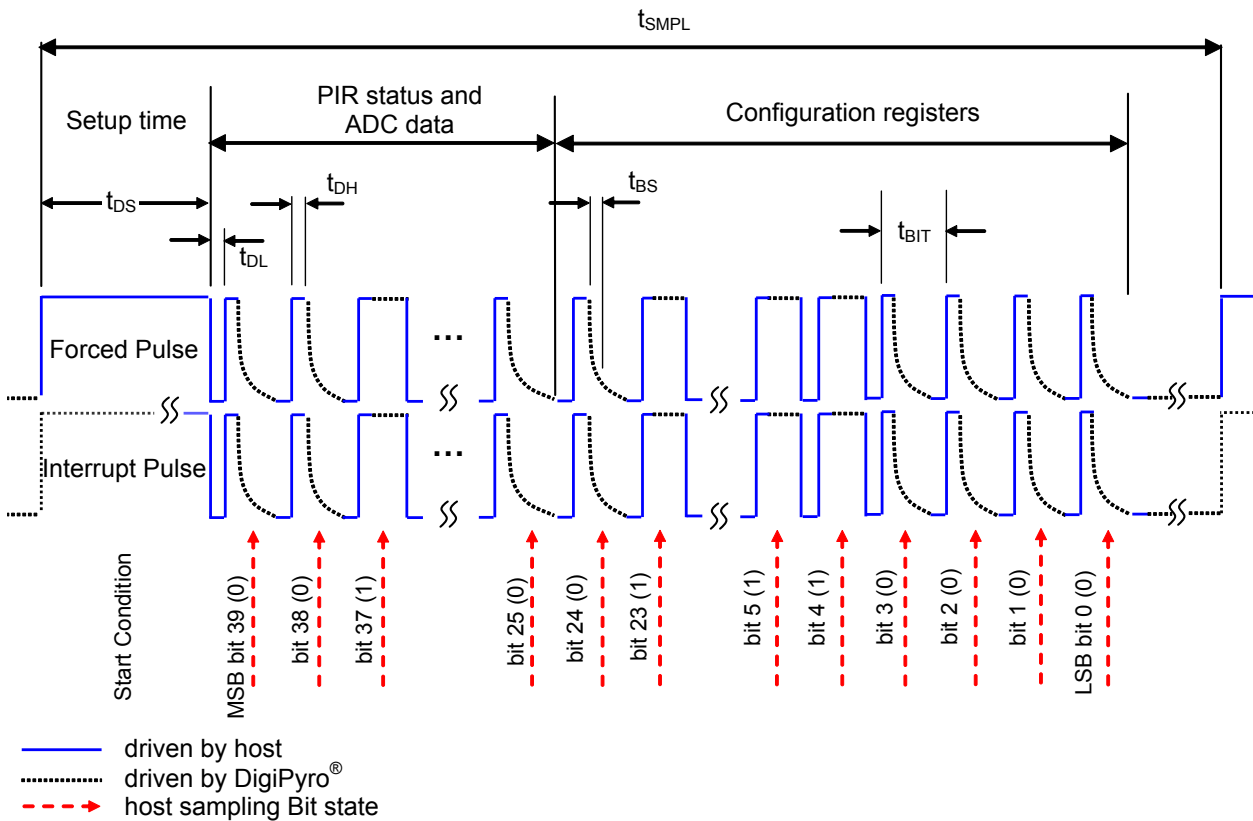 tSMPL
Setup time
PIR status and
ADC data
Configuration registers
tDS
tDH
tBS
tDL
tBIT
Forced Pulse
...
Interrupt Pulse
...
Start Condition
MSB bit 39 (0)
bit 38 (0)
bit 37 (1)
bit 25 (0)
bit 24 (0)
bit 23 (1)
bit 5 (1)
bit 4 (1)
bit 3 (0)
bit 2 (0)
bit 1 (0)
LSB bit 0 (0)
driven by host
driven by DigiPyro®
host sampling Bit state